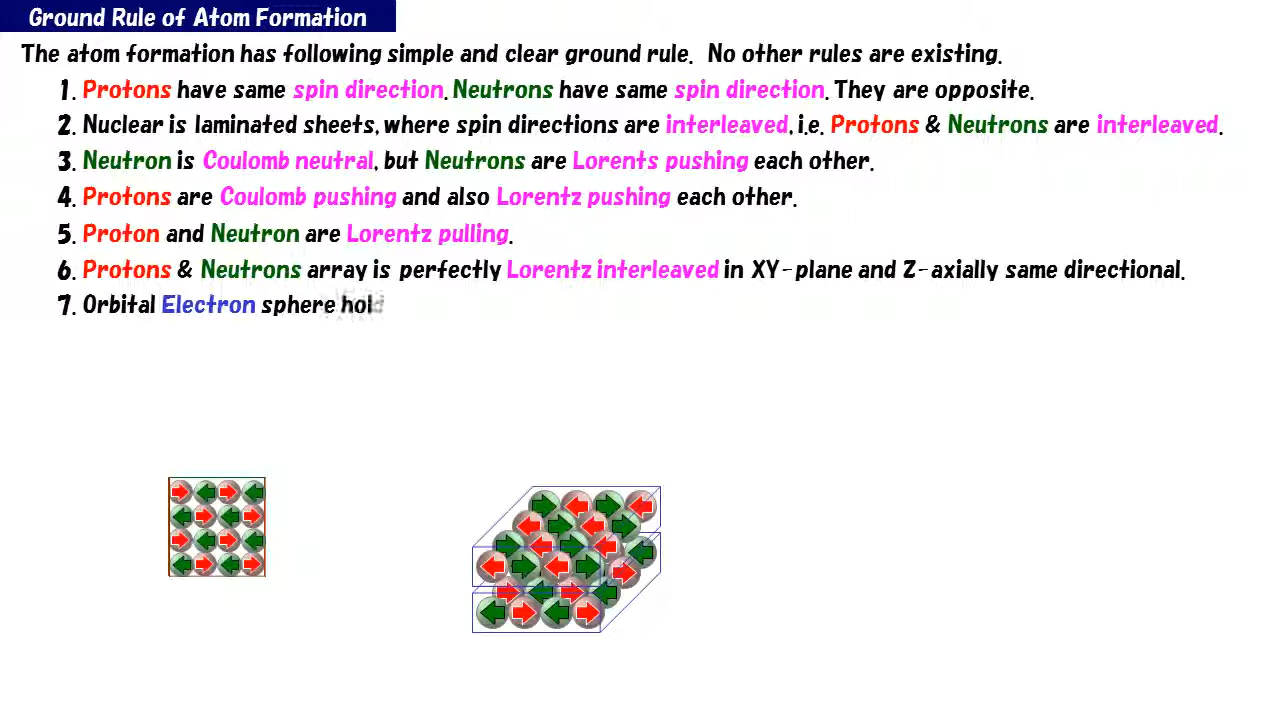 Ground Rule of Atom Formation
The atom formation has following simple and clear ground rule. No other rules are existing.
1. Protons have same spin direction. Neutrons have same spin direction. They are opposite.
2. Nuclear is laminated sheets, where spin directions are interleaved, i.e. Protons & Neutrons are interleaved.
3. Neutron is Coulomb neutral, but Neutrons are Lorents pushing each other.
4. Protons are Coulomb pushing and also Lorentz pushing each other.
5. Proton and Neutron are Lorentz pulling.
6. Protons & Neutrons array is perfectly Lorentz interleaved in XY-plane and Z-axially same directional.
7. Orbital Electron sphere